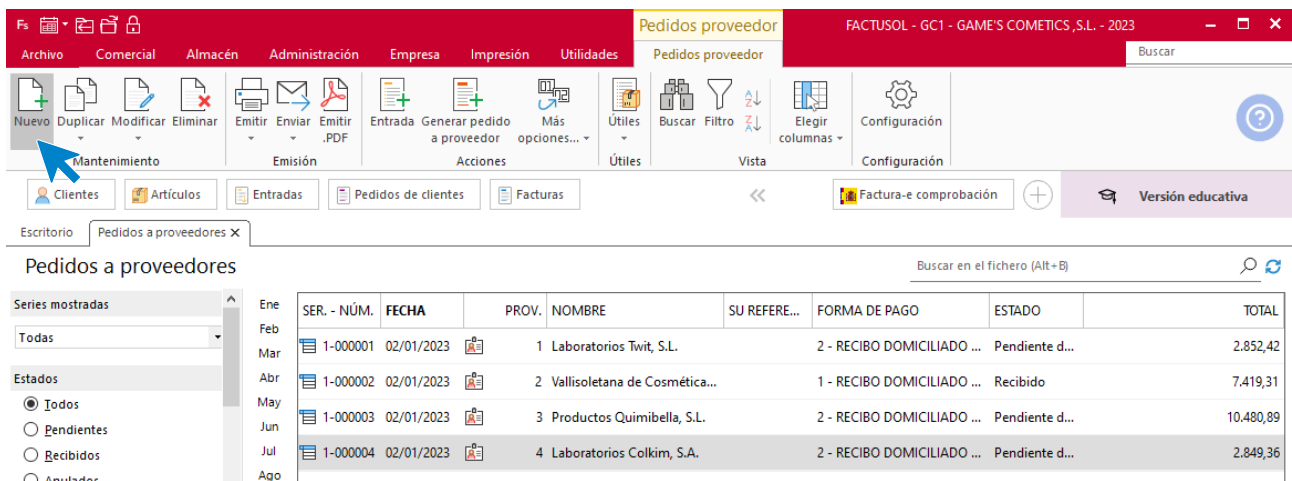 Fs
Pedidos proveedor
FACTUSOL - GC1 - GAME'S COMETICS ,S.L. - 2023
Archivo Comercial Almacén Administración Empresa Impresión Utilidades Pedidos proveedor Buscar
Nuevo Duplicar Modificar Eliminar Emitir Enviar Emitir .PDF Entrada Generar pedido a proveedor Más opciones... Útiles Buscar Filtro Elegir columnas Configuración
Mantenimiento Emisión Acciones Útiles Vista Configuración
Clientes Artículos Entradas Pedidos de clientes Facturas Factura-e comprobación Versión educativa
Escritorio Pedidos a proveedores X
Pedidos a proveedores Buscar en el fichero (Alt+B)
Series mostradas
Todas
Estados
Todos
Pendientes
Recibidos
Anulados
Ene
Feb
Mar
Abr
May
Jun
Jul
Ago
SER. - NÚM. FECHA PROV. NOMBRE SU REFERE... FORMA DE PAGO ESTADO TOTAL
1-000001 02/01/2023 1 Laboratorios Twit, S.L. 2 - RECIBO DOMICILIADO ... Pendiente d... 2.852,42
1-000002 02/01/2023 2 Vallisoletana de Cosmética... 1 - RECIBO DOMICILIADO ... Recibido 7.419,31
1-000003 02/01/2023 3 Productos Quimibella, S.L. 2 - RECIBO DOMICILIADO ... Pendiente d... 10.480,89
1-000004 02/01/2023 4 Laboratorios Colkim, S.A. 2 - RECIBO DOMICILIADO ... Pendiente d... 2.849,36